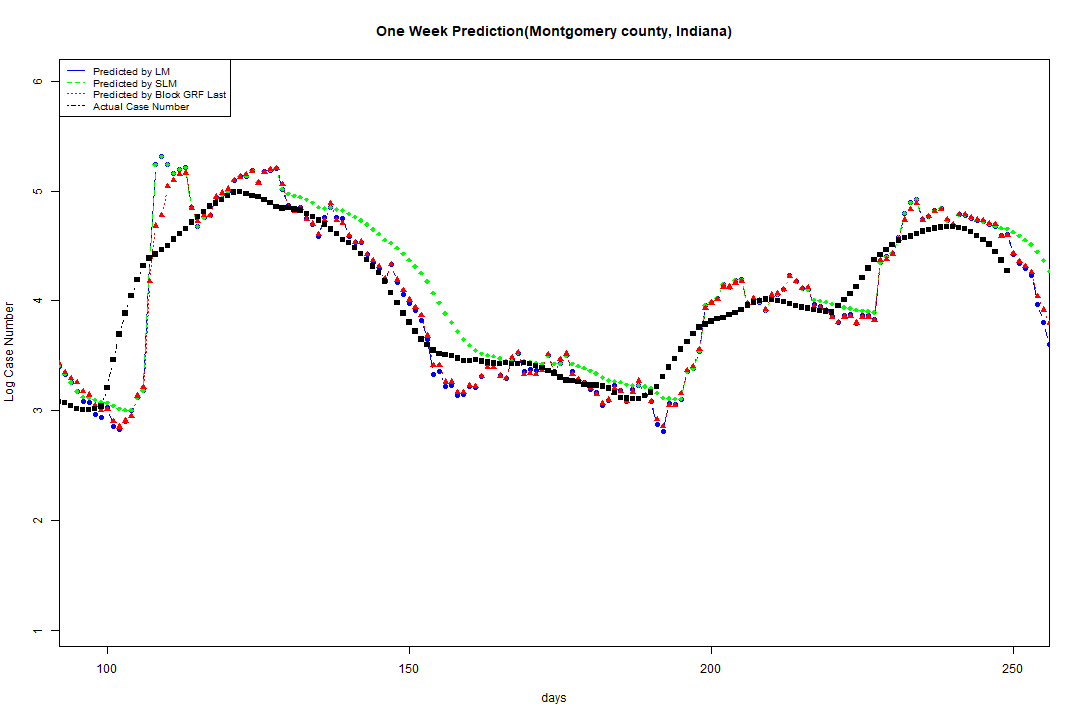 One Week Prediction(Montgomery county, Indiana)
Predicted by LM
Predicted by SLM
Predicted by Block GRF Last
Actual Case Number
6
5
4
3
2
1
Log Case Number
100
150
200
250
days